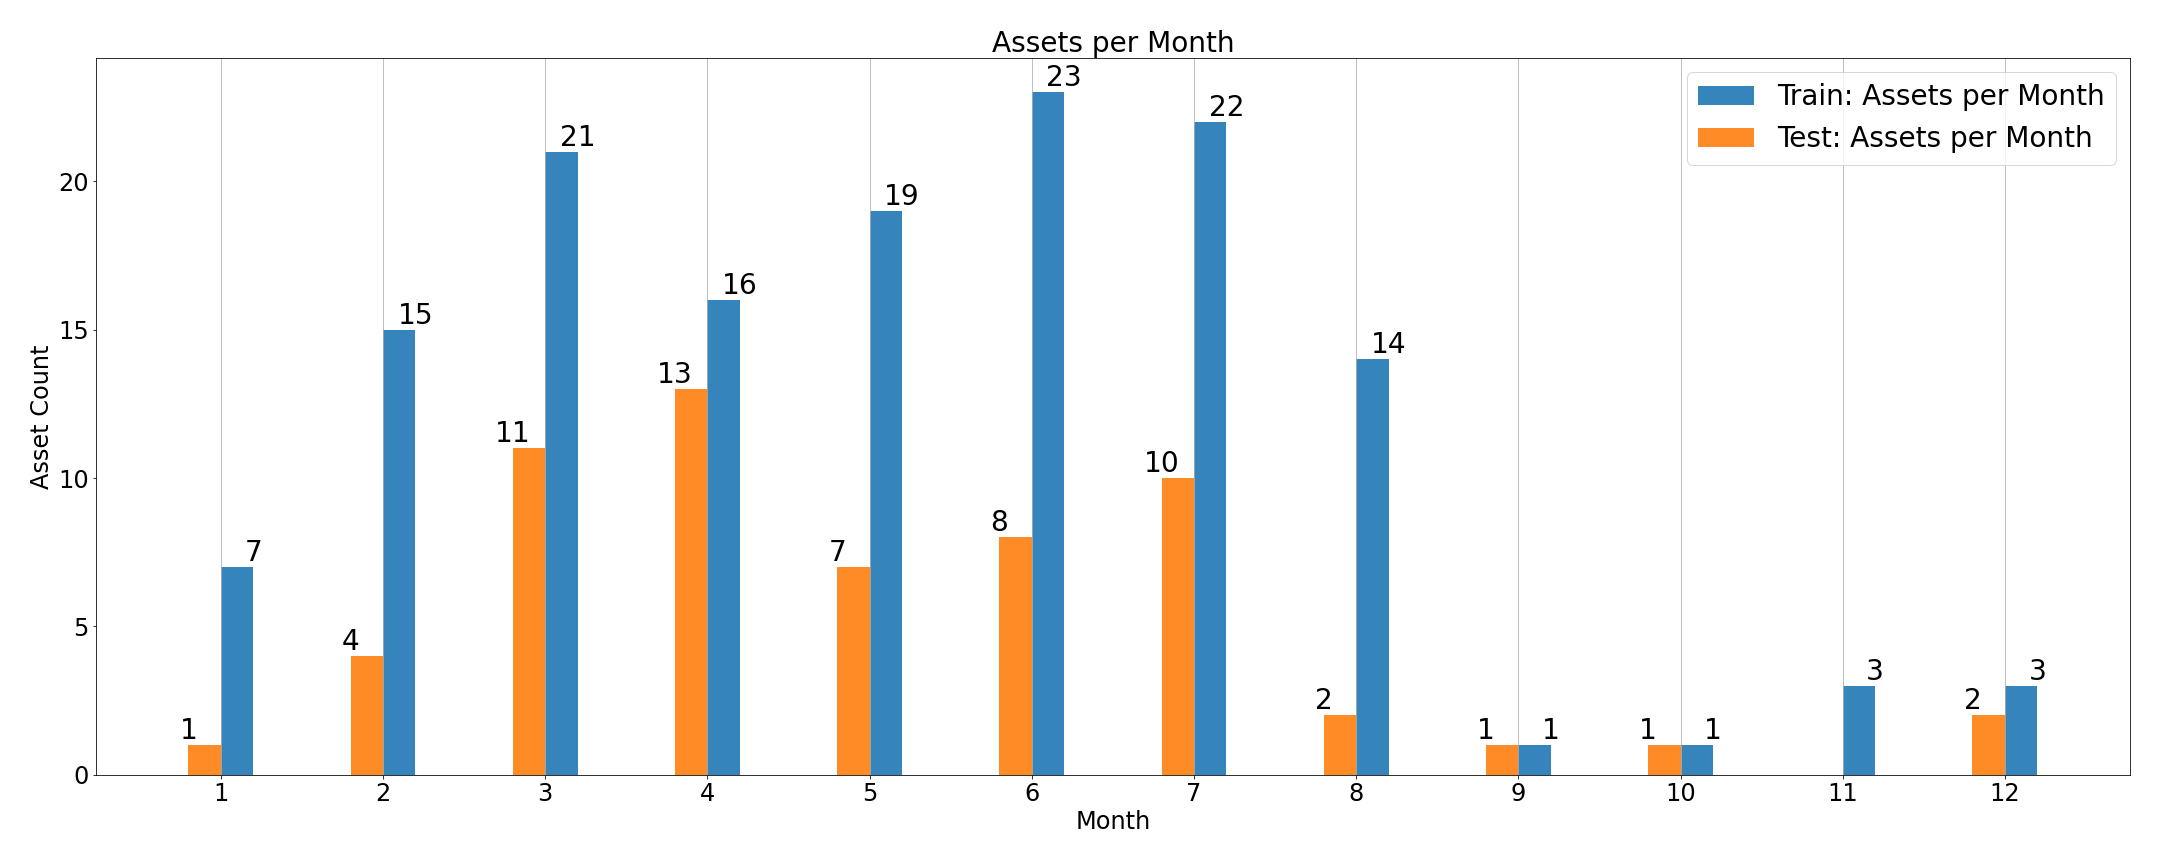 Assets per Month
Train: Assets per Month
Test: Assets per Month
Asset Count
20
15
10
5
0
1 7
4 15
11 21
13 16
7 19
8 23
10 22
2 14
1 1
1 1
3
2 3
1 2 3 4 5 6 7 8 9 10 11 12
Month